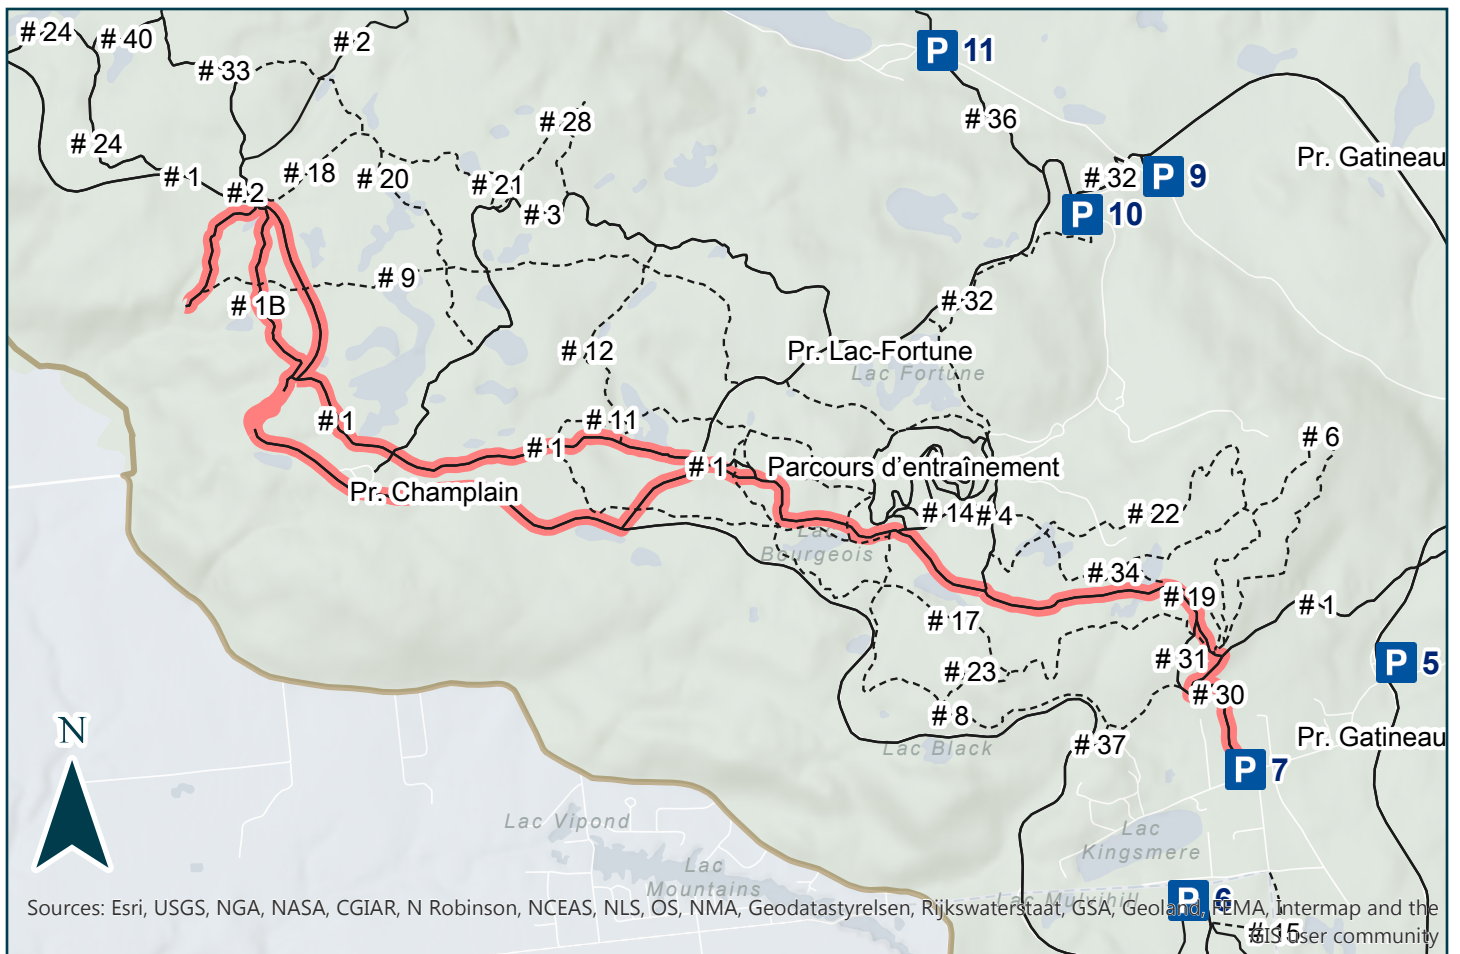 # 24
# 40
# 2
P 11
# 33
# 36
# 28
# 24
Pr. Gatineau
# 1
# 18
# 20
# 21
# 32
P 9
# 2
# 3
P 10
# 9
# 1B
# 32
# 12
Pr. Lac-Fortune
Lac Fortune
# 1
# 11
# 1
# 1
Parcours d'entraînement
# 6
Pr. Champlain
# 14
# 4
# 22
Lac
Bourgeois
# 34
# 19
# 1
# 17
# 31
P 5
# 23
# 30
# 8
N
Lac Black
# 37
Pr. Gatineau
P 7
Lac Vipond
Lac
Kingsmere
Lac
Mountains
P 6
Lac Mulvihill
Sources: Esri, USGS, NGA, NASA, CGIAR, N Robinson, NCEAS, NLS, OS, NMA, Geodatastyrelsen, Rijkswaterstaat, GSA, Geoland, FEMA, Intermap and the
GIS user community
# 15